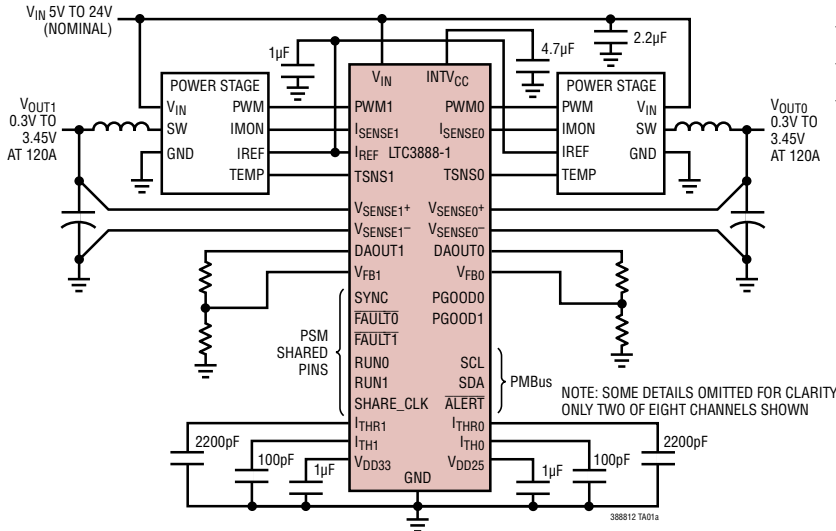 VIN 5V TO 24V
(NOMINAL)
1µF
4.7µF
2.2µF
VIN
INTVCC
POWER STAGE
VIN
SW
GND
PWM
IMON
IREF
TEMP
VOUT1
0.3V TO
3.45V
AT 120A
PWM1
ISENSE1
IREF
TSNS1
VSENSE1+
VSENSE1–
DAOUT1
VFB1
SYNC
FAULT0
FAULT1
RUN0
RUN1
SHARE_CLK
ITHR1
ITH1
VDD33
LTC3888-1
PWM0
ISENSE0
TSNS0
VSENSE0+
VSENSE0–
DAOUT0
VFB0
PGOOD0
PGOOD1
SCL
SDA
ALERT
ITHR0
ITH0
VDD25
GND
POWER STAGE
PWM
IMON
IREF
TEMP
VIN
SW
GND
VOUT0
0.3V TO
3.45V
AT 120A
PSM
SHARED
PINS
PMBus
NOTE: SOME DETAILS OMITTED FOR CLARITY
ONLY TWO OF EIGHT CHANNELS SHOWN
2200pF
100pF
1µF
1µF
100pF
2200pF
388812 TA01a